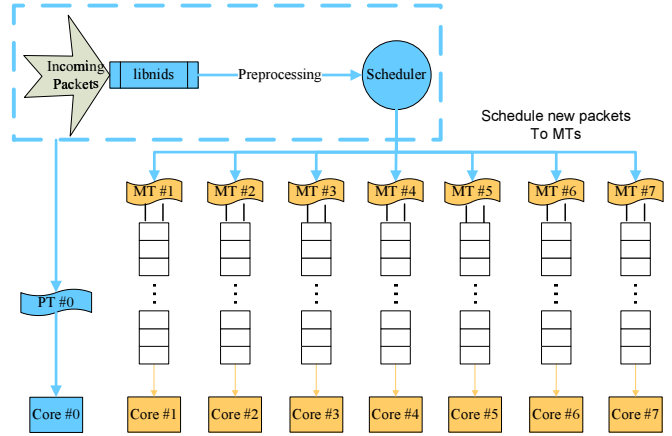 Incoming
Packets
libnids
Preprocessing
Scheduler
Schedule new packets
To MTs
MT #1
MT #2
MT #3
MT #4
MT #5
MT #6
MT #7
PT #0
Core #0
Core #1
Core #2
Core #3
Core #4
Core #5
Core #6
Core #7